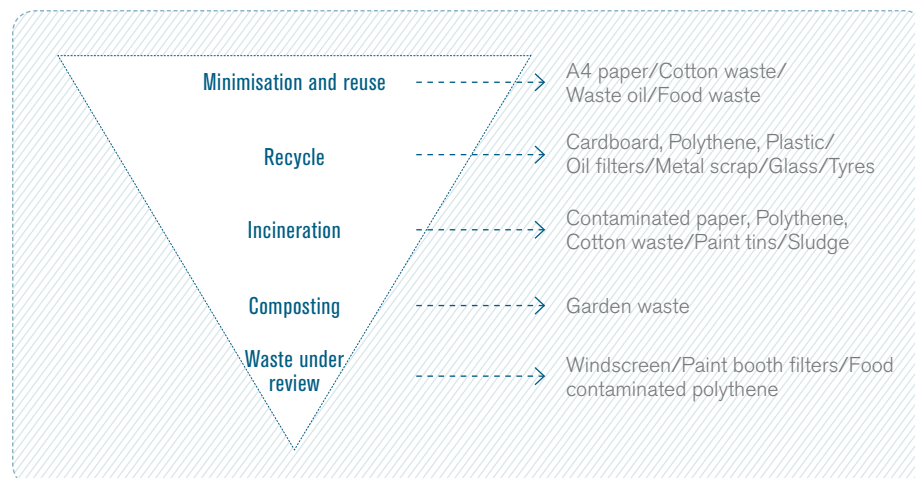 Minimisation and reuse
A4 paper/Cotton waste/
Waste oil/Food waste
Recycle
Cardboard, Polythene, Plastic/
Oil filters/Metal scrap/Glass/Tyres
Incineration
Contaminated paper, Polythene,
Cotton waste/Paint tins/Sludge
Composting
Garden waste
Waste under
review
Windscreen/Paint booth filters/Food
contaminated polythene